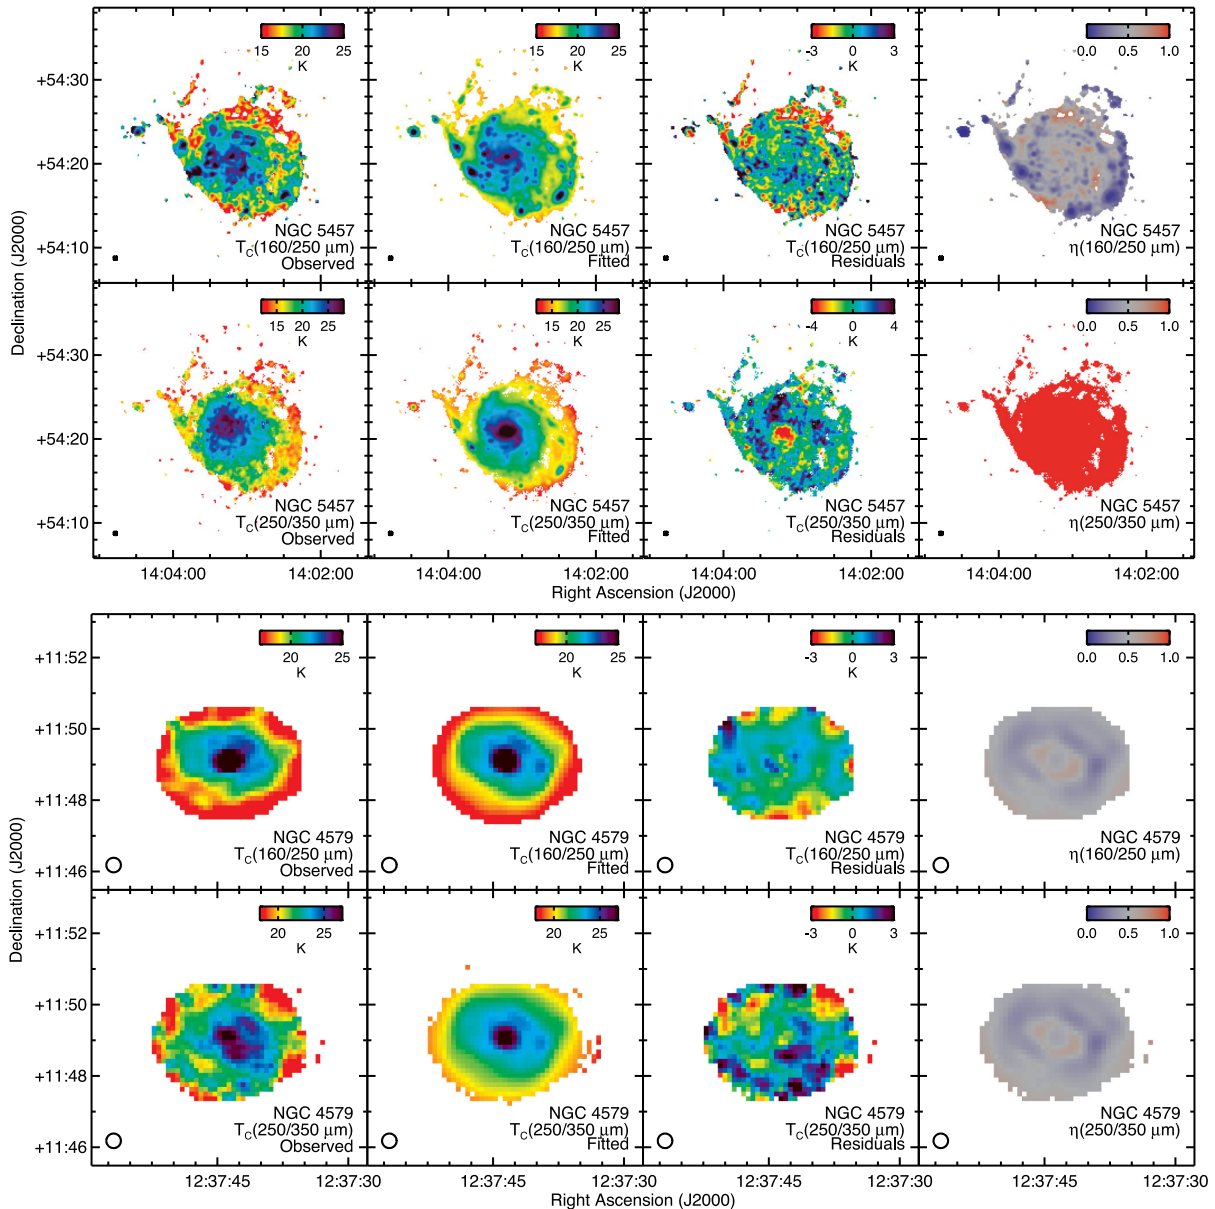 15 20 25
K
15 20 25
K
-3 0 3
K
0.0 0.5 1.0
+54:30
+54:20
+54:10
NGC 5457
T_C(160/250 μm)
Observed
NGC 5457
T_C(160/250 μm)
Fitted
NGC 5457
T_C(160/250 μm)
Residuals
NGC 5457
η(160/250 μm)
Declination (J2000)
15 20 25
K
15 20 25
K
-4 0 4
K
0.0 0.5 1.0
+54:30
+54:20
+54:10
NGC 5457
T_C(250/350 μm)
Observed
NGC 5457
T_C(250/350 μm)
Fitted
NGC 5457
T_C(250/350 μm)
Residuals
NGC 5457
η(250/350 μm)
14:04:00 14:02:00 14:04:00 14:02:00 14:04:00 14:02:00 14:04:00 14:02:00
Right Ascension (J2000)
20 25
K
20 25
K
-3 0 3
K
0.0 0.5 1.0
+11:52
+11:50
+11:48
+11:46
NGC 4579
T_C(160/250 μm)
Observed
NGC 4579
T_C(160/250 μm)
Fitted
NGC 4579
T_C(160/250 μm)
Residuals
NGC 4579
η(160/250 μm)
Declination (J2000)
20 25
K
20 25
K
-3 0 3
K
0.0 0.5 1.0
+11:52
+11:50
+11:48
+11:46
NGC 4579
T_C(250/350 μm)
Observed
NGC 4579
T_C(250/350 μm)
Fitted
NGC 4579
T_C(250/350 μm)
Residuals
NGC 4579
η(250/350 μm)
12:37:45 12:37:30 12:37:45 12:37:30 12:37:45 12:37:30 12:37:45 12:37:30
Right Ascension (J2000)